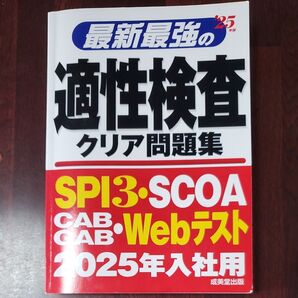 最新最強の
'25年版
適性検査
クリア問題集
SPI3・SCOA
CAB
GAB・Webテスト
2025年入社用
成美堂出版